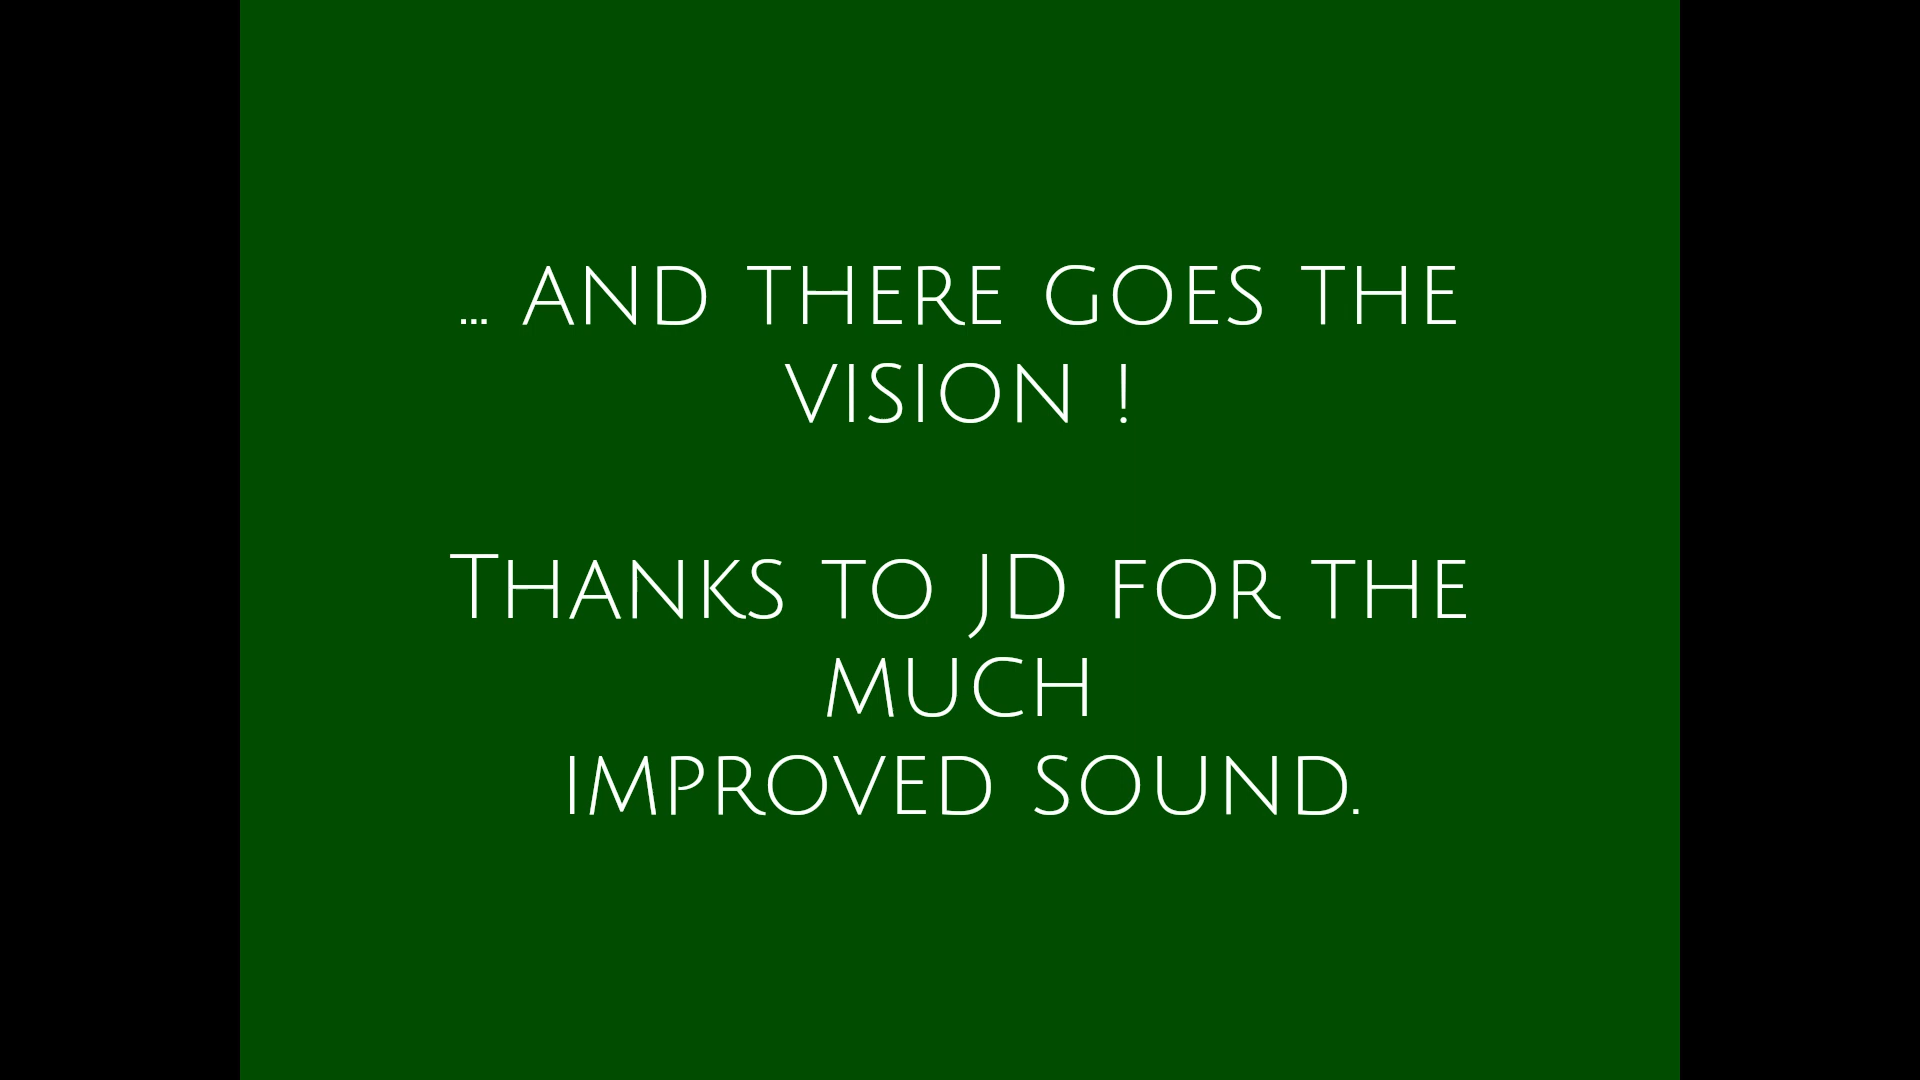 ... and there goes the
vision !
Thanks to JD for the
much
improved sound.